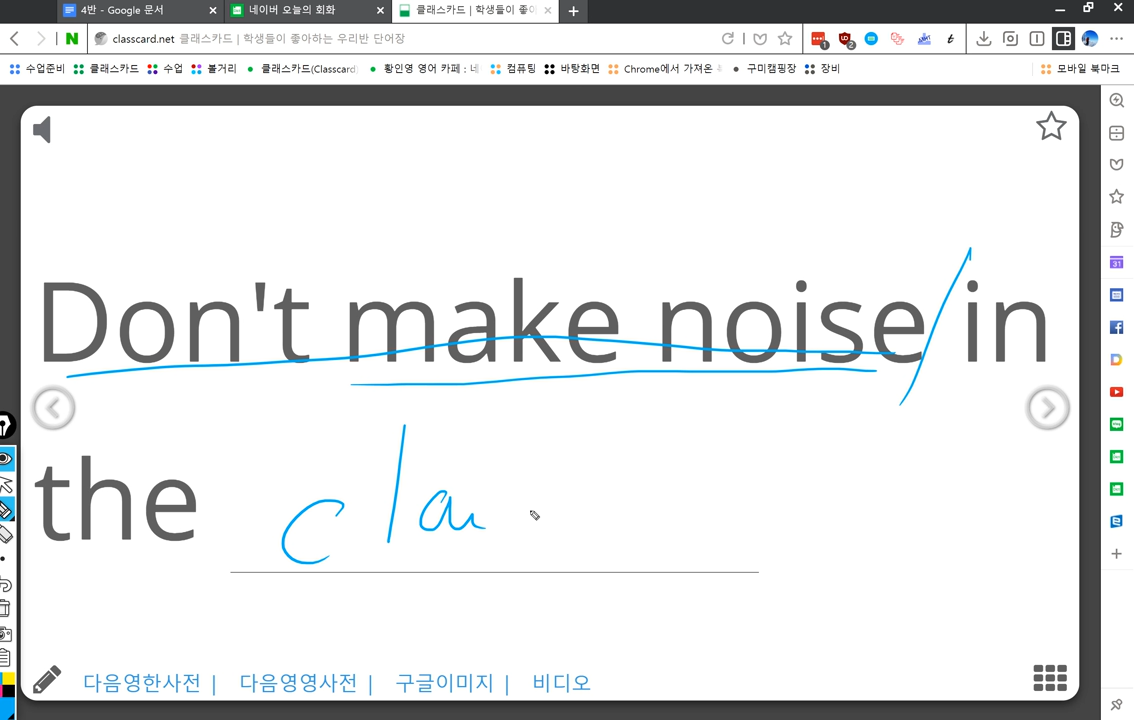 4반 - Google 문서
네이버 오늘의 회화
클래스카드 | 학생들이 좋아
classcard.net 클래스카드 | 학생들이 좋아하는 우리반 단어장
수업준비 클래스카드 수업 볼거리 클래스카드(Classcard) 황인영 영어 카페 : 네 컴퓨팅 바탕화면 Chrome에서 가져온 구미캠핑장 장비 모바일 북마크
Don't make noise / in
the cla
다음영한사전 | 다음영영사전 | 구글이미지 | 비디오